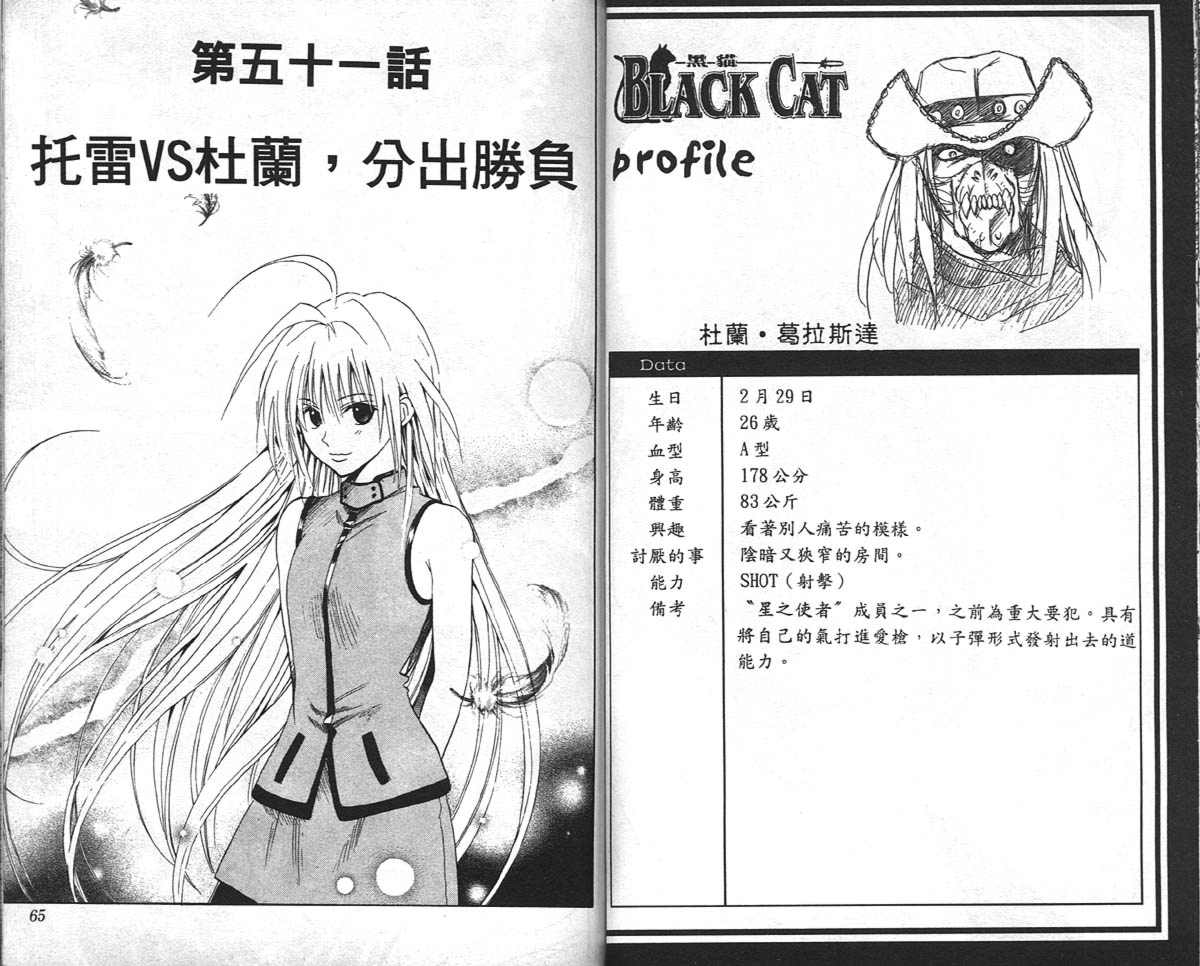 黑猫
BLACK CAT
profile
杜蘭・葛拉斯達
Data
生日 2月29日
年齡 26歲
血型 A型
身高 178公分
體重 83公斤
興趣 看著別人痛苦的模樣。
討厭的事 陰暗又狹窄的房間。
能力 SHOT(射擊)
備考 〝星之使者〞成員之一，之前為重大要犯。具有
將自己的氣打進愛槍，以子彈形式發射出去的道
能力。
第五十一話
托雷VS杜蘭，分出勝負
65